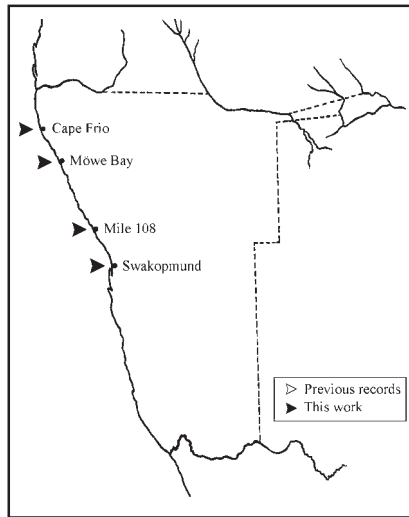 Cape Frio
Möwe Bay
Mile 108
Swakopmund
Previous records
This work